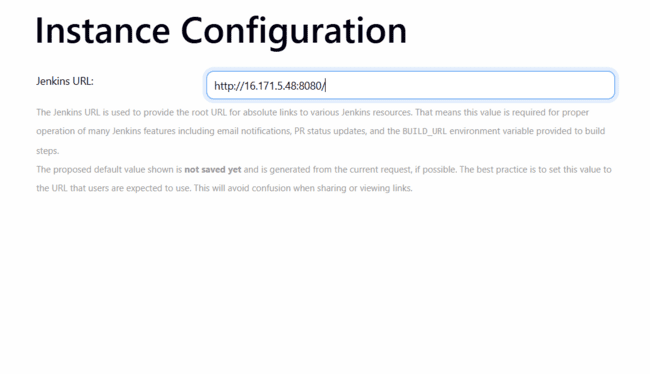 Instance Configuration
Jenkins URL:
http://16.171.5.48:8080/
The Jenkins URL is used to provide the root URL for absolute links to various Jenkins resources. That means this value is required for proper
operation of many Jenkins features including email notifications, PR status updates, and the BUILD_URL environment variable provided to build
steps.
The proposed default value shown is not saved yet and is generated from the current request, if possible. The best practice is to set this value to
the URL that users are expected to use. This will avoid confusion when sharing or viewing links.